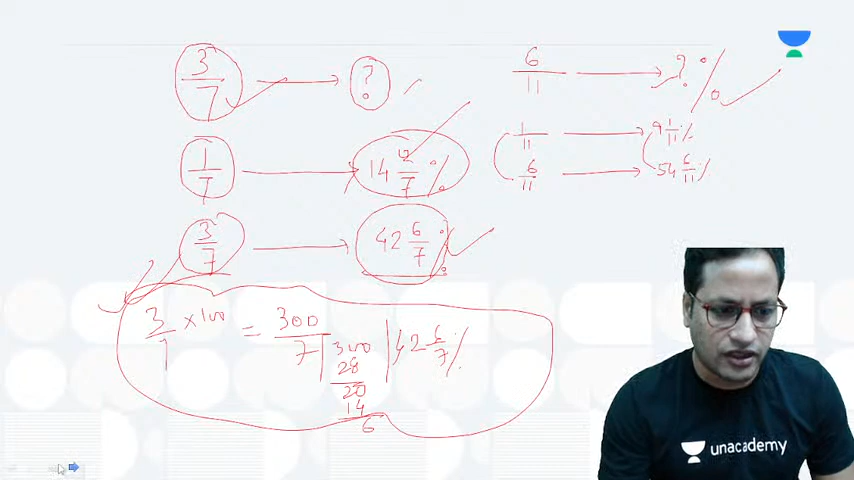 3/7 → ?
6/11 → ? %
1/7 → 14 2/7 %
1/11 → 9 1/11 %
6/11 → 54 6/11 %
3/7 → 42 6/7 %
3/7 × 100 = 300/7
7 | 300 | 42 6/7 %
28
20
14
6
unacademy